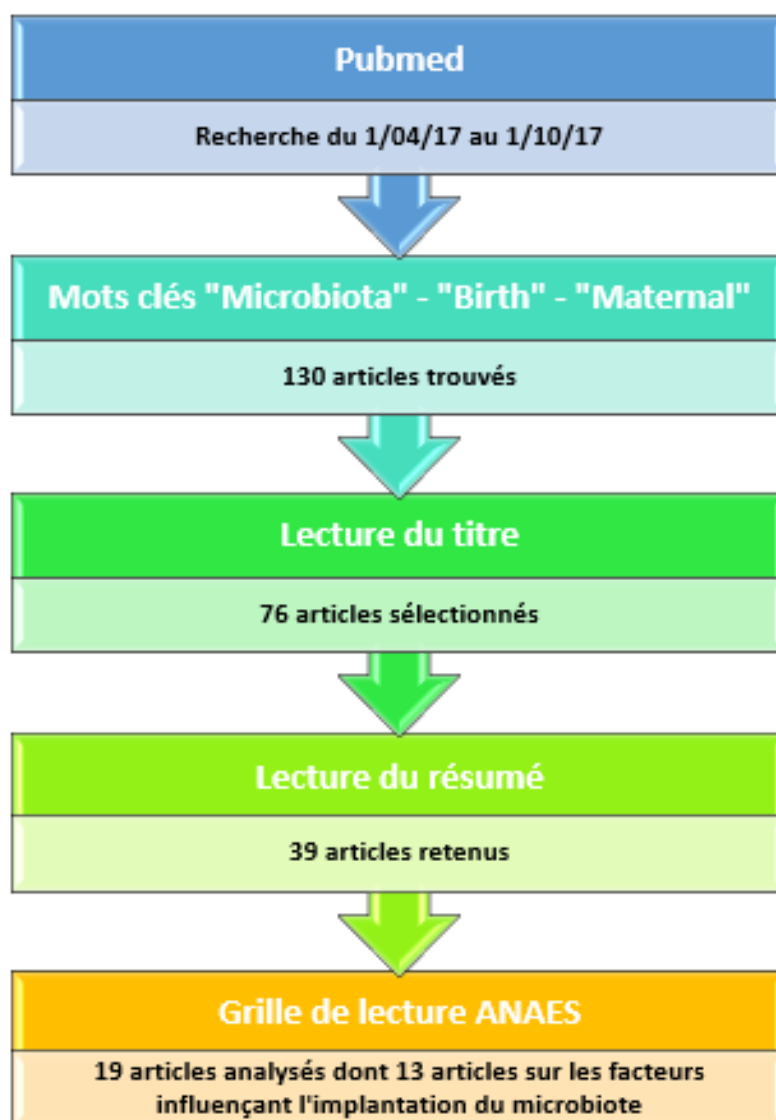 Pubmed
Recherche du 1/04/17 au 1/10/17
Mots clés "Microbiota" - "Birth" - "Maternal"
130 articles trouvés
Lecture du titre
76 articles sélectionnés
Lecture du résumé
39 articles retenus
Grille de lecture ANAES
19 articles analysés dont 13 articles sur les facteurs
influençant l'implantation du microbiote